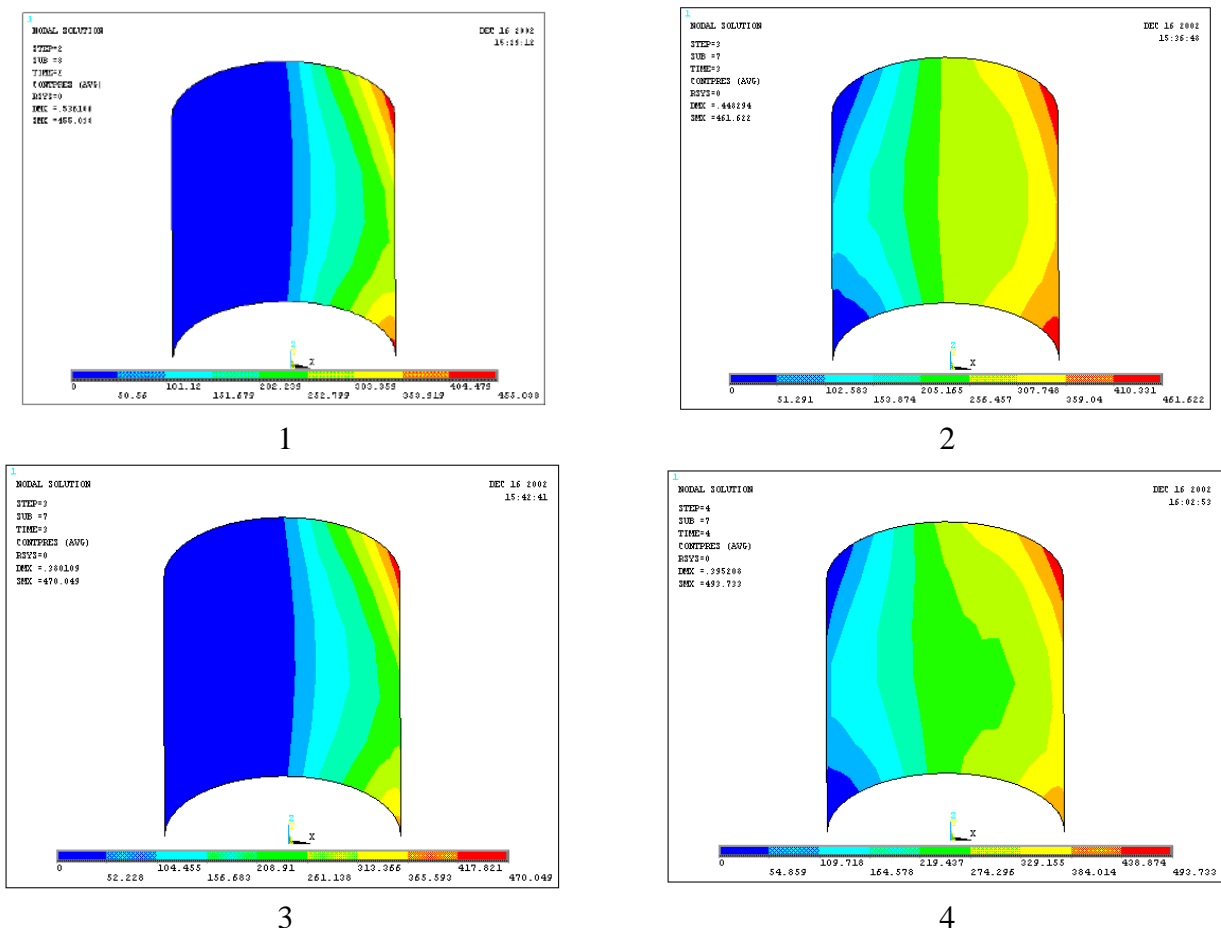 1
NODAL SOLUTION
DEC 16 2002
STEP=2
SUB =8
TIME=2
CONTPRES (AVG)
RSYS=0
X
0
101.12
303.359
404.479
50.56
1
1
NODAL SOLUTION
DEC 16 2002
15:36:48
STEP=3
SUB =7
TIME=3
CONTPRES (AVG)
RSYS=0
DMX =.448294
SMX =461.622
X
0
102.583
205.165
307.748
410.331
51.291
153.874
256.457
359.04
461.622
2
1
NODAL SOLUTION
DEC 16 2002
15:42:41
STEP=3
SUB =7
TIME=3
CONTPRES (AVG)
RSYS=0
DMX =.380109
SMX =470.049
X
0
104.455
208.91
313.366
417.821
52.228
156.683
261.138
365.593
470.049
3
1
NODAL SOLUTION
DEC 16 2002
16:02:53
STEP=4
SUB =7
TIME=4
CONTPRES (AVG)
RSYS=0
DMX =.395208
SMX =493.733
X
0
109.718
219.437
329.155
438.874
54.859
164.578
274.296
384.014
493.733
4